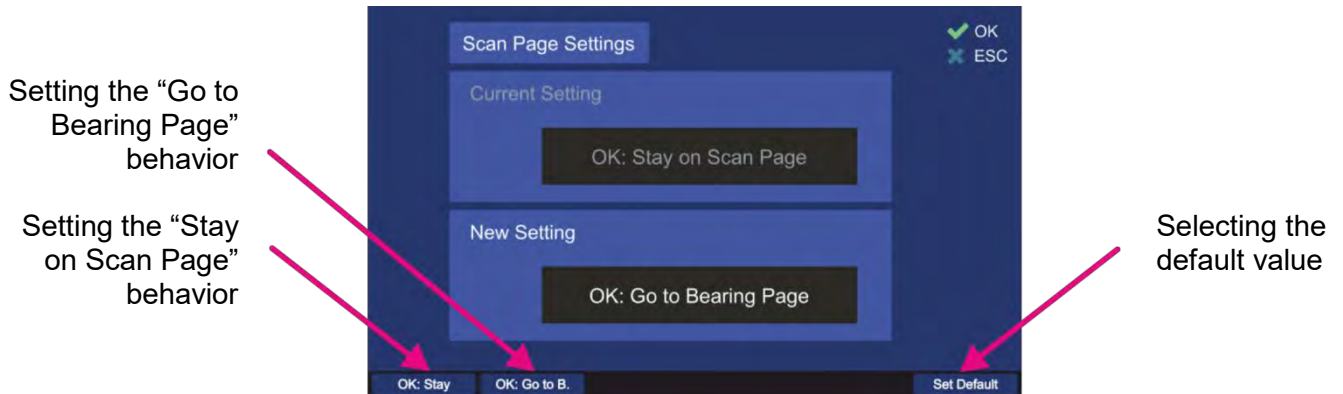 Setting the “Go to
Bearing Page”
behavior
Setting the “Stay
on Scan Page”
behavior
Scan Page Settings
OK
ESC
Current Setting
OK: Stay on Scan Page
New Setting
OK: Go to Bearing Page
OK: Stay
OK: Go to B.
Set Default
Selecting the
default value